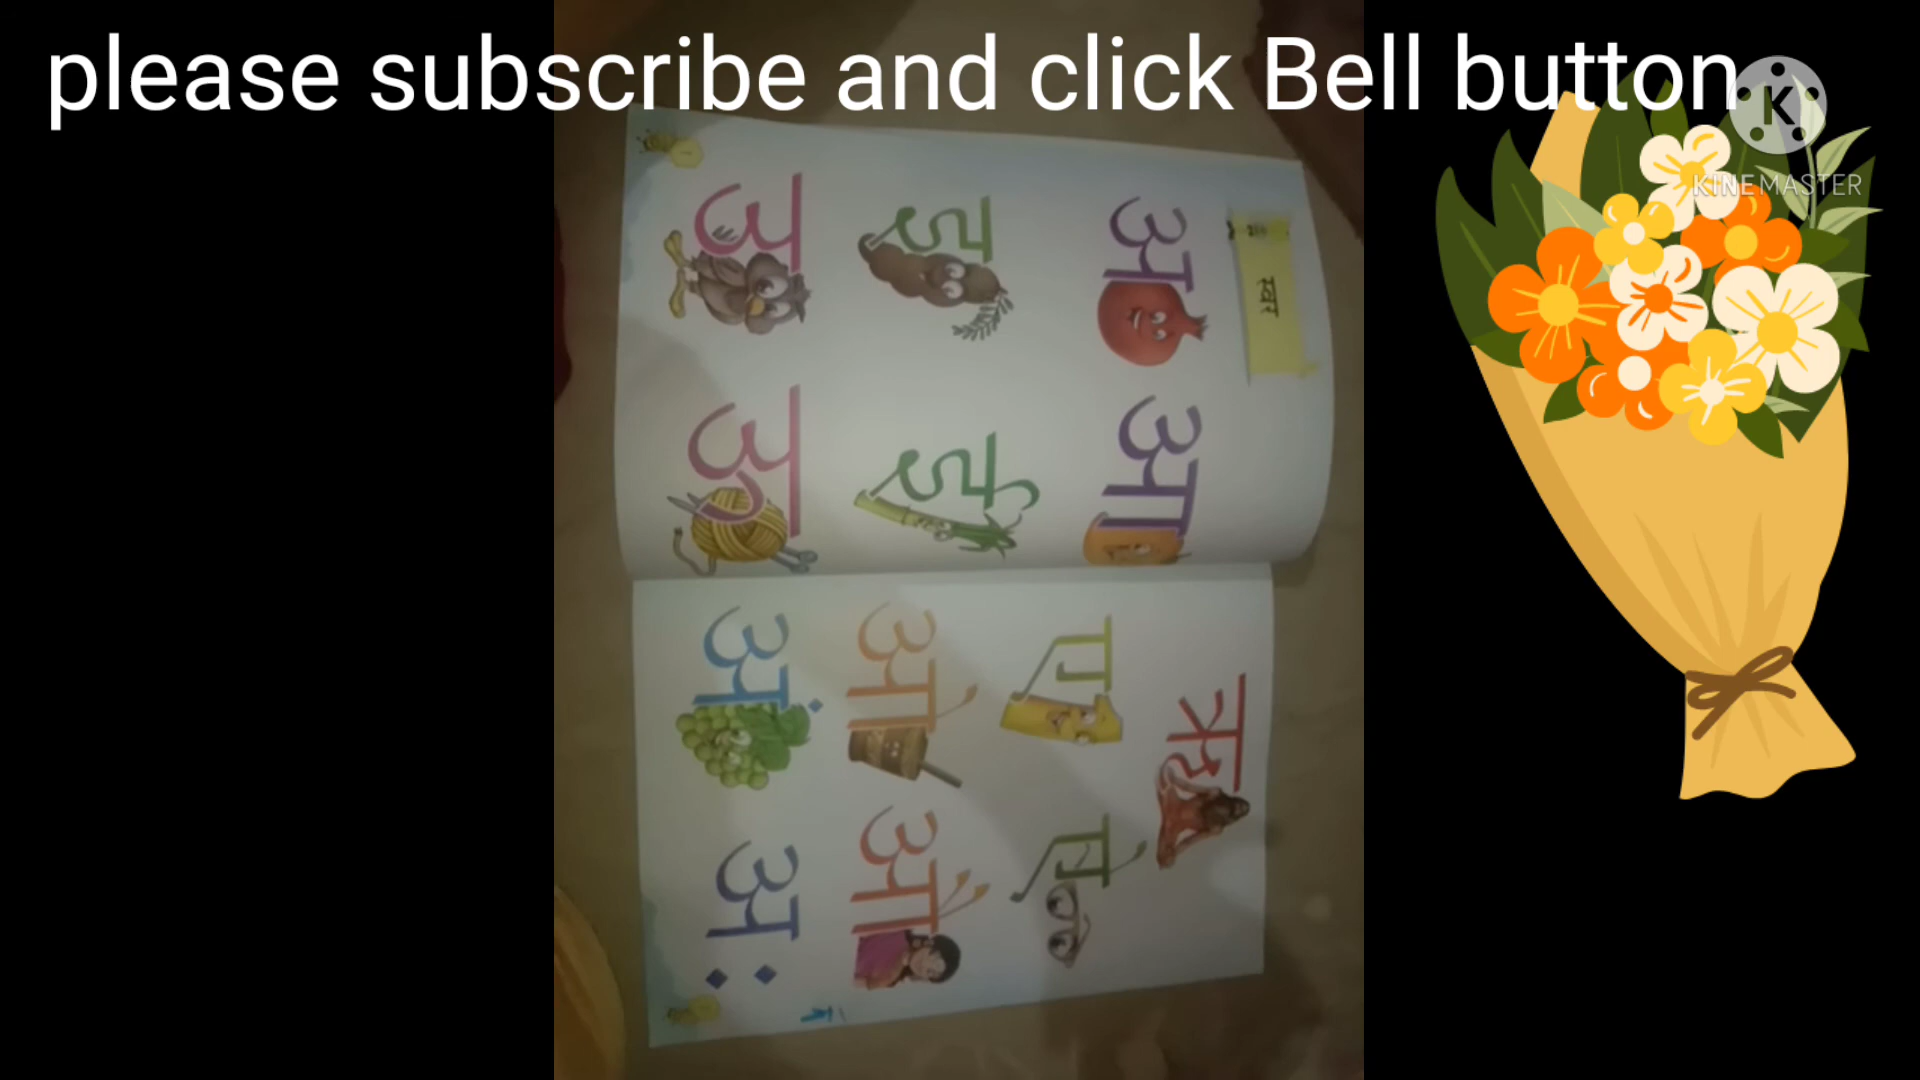 please subscribe and click Bell button
KINEMASTER
स्वर
अ आ
इ ई
उ ऊ
ऋ
ए ऐ
ओ औ
अं अः